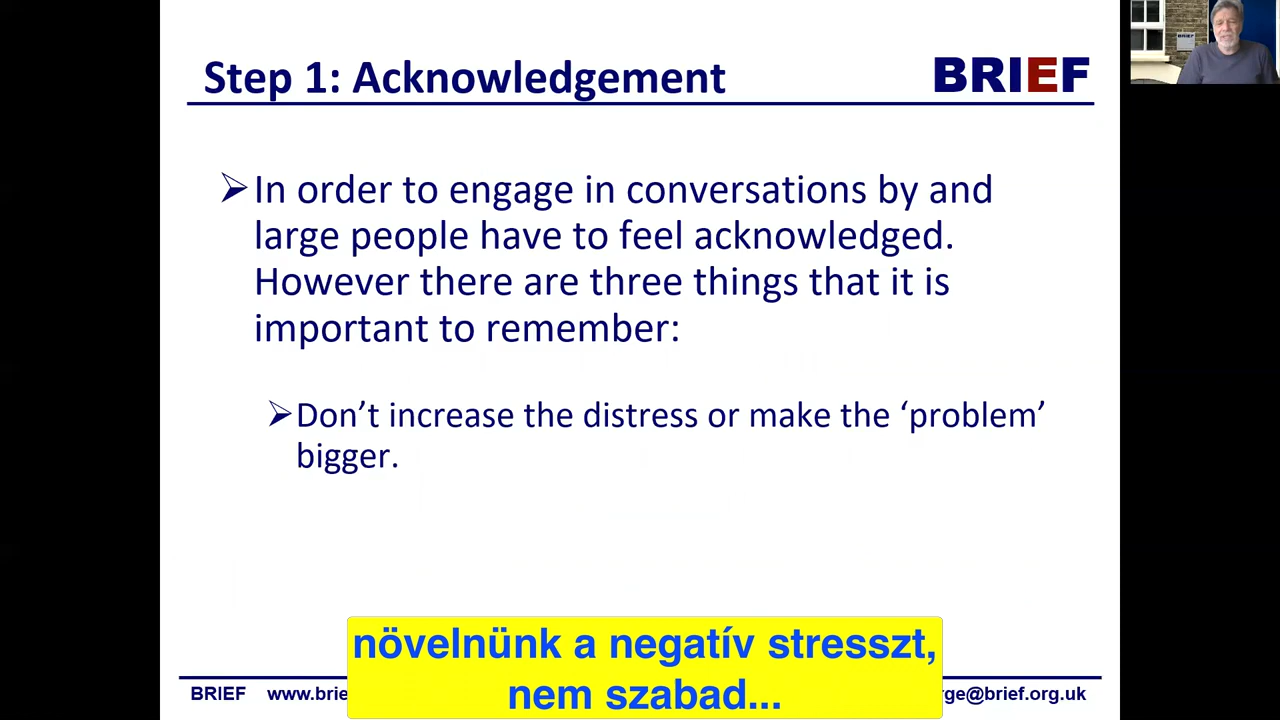 BRIEF
Step 1: Acknowledgement
BRIEF
➢In order to engage in conversations by and
large people have to feel acknowledged.
However there are three things that it is
important to remember:
➢Don’t increase the distress or make the ‘problem’
bigger.
növelnünk a negatív stresszt,
nem szabad...
BRIEF www.brie
rge@brief.org.uk